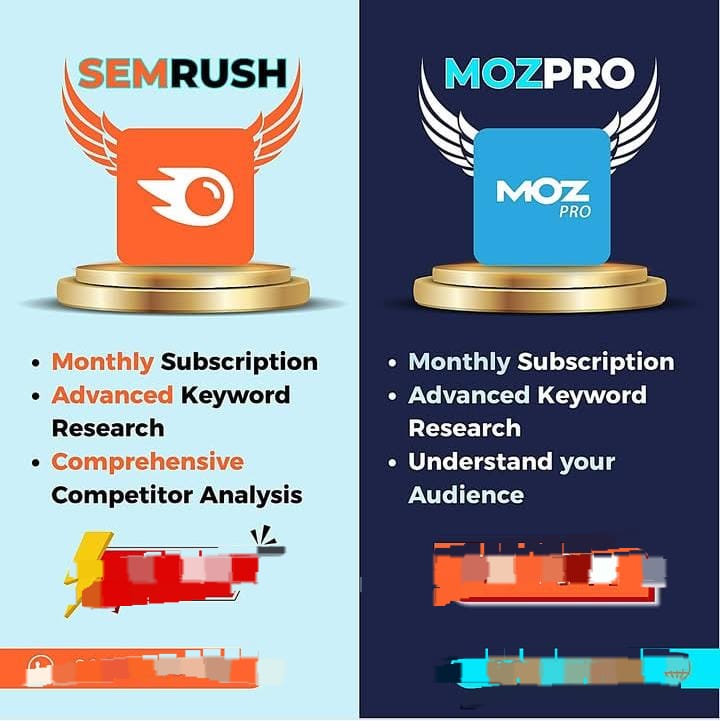 SEMRUSH
• Monthly Subscription
• Advanced Keyword
Research
• Comprehensive
Competitor Analysis
MOZPRO
MOZ
PRO
• Monthly Subscription
• Advanced Keyword
Research
• Understand your
Audience